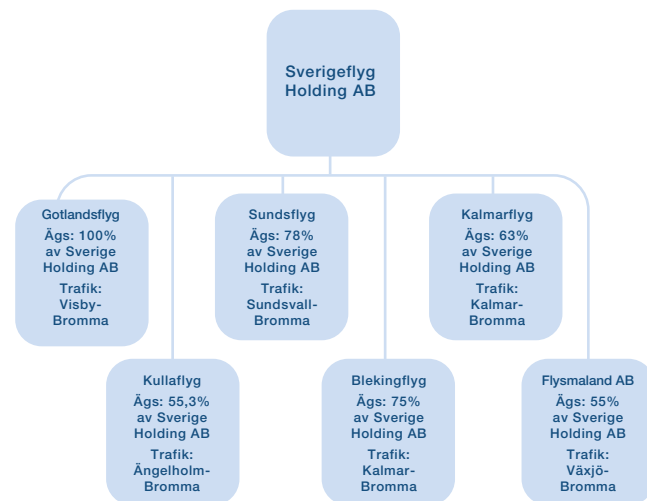 Sverigeflyg
Holding AB
Gotlandsflyg
Ägs: 100%
av Sverige
Holding AB
Trafik:
Visby-
Bromma
Sundsflyg
Ägs: 78%
av Sverige
Holding AB
Trafik:
Sundsvall-
Bromma
Kalmarflyg
Ägs: 63%
av Sverige
Holding AB
Trafik:
Kalmar-
Bromma
Kullaflyg
Ägs: 55,3%
av Sverige
Holding AB
Trafik:
Ängelholm-
Bromma
Blekingflyg
Ägs: 75%
av Sverige
Holding AB
Trafik:
Kalmar-
Bromma
Flysmaland AB
Ägs: 55%
av Sverige
Holding AB
Trafik:
Växjö-
Bromma